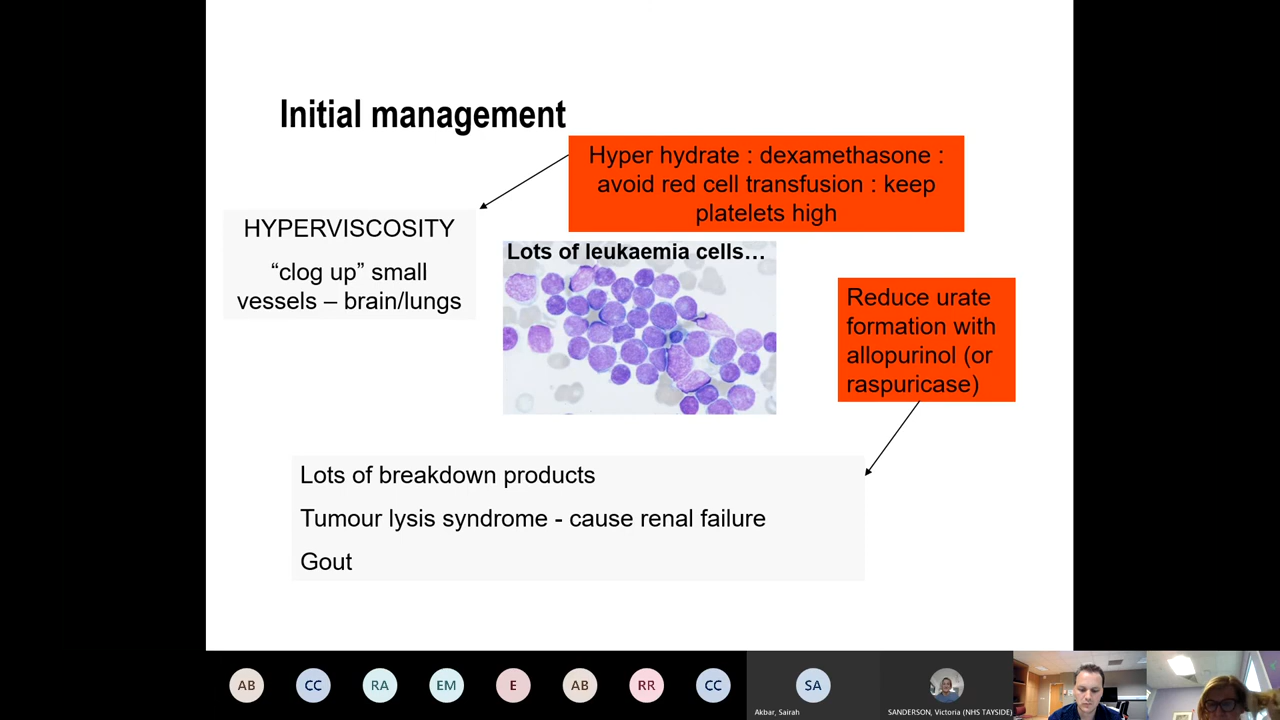 Initial management
Hyper hydrate : dexamethasone :
avoid red cell transfusion : keep
platelets high
HYPERVISCOSITY
“clog up” small
vessels – brain/lungs
Lots of leukaemia cells…
Reduce urate
formation with
allopurinol (or
raspuricase)
Lots of breakdown products
Tumour lysis syndrome - cause renal failure
Gout
AB
CC
RA
EM
E
AB
RR
CC
SA
Akbar, Sairah
SANDERSON, Victoria (NHS TAYSIDE)